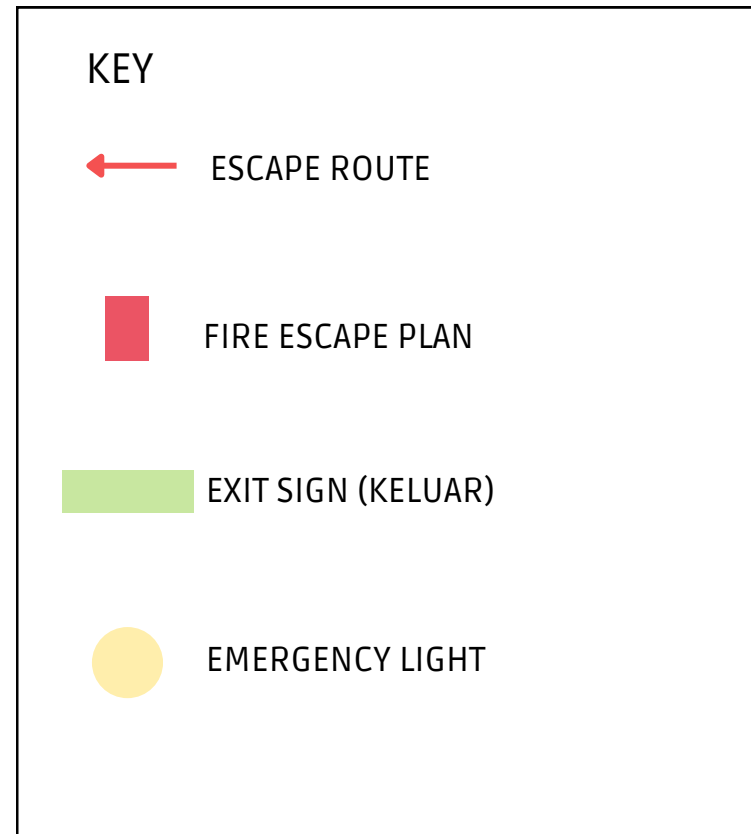 KEY
ESCAPE ROUTE
FIRE ESCAPE PLAN
EXIT SIGN (KELUAR)
EMERGENCY LIGHT